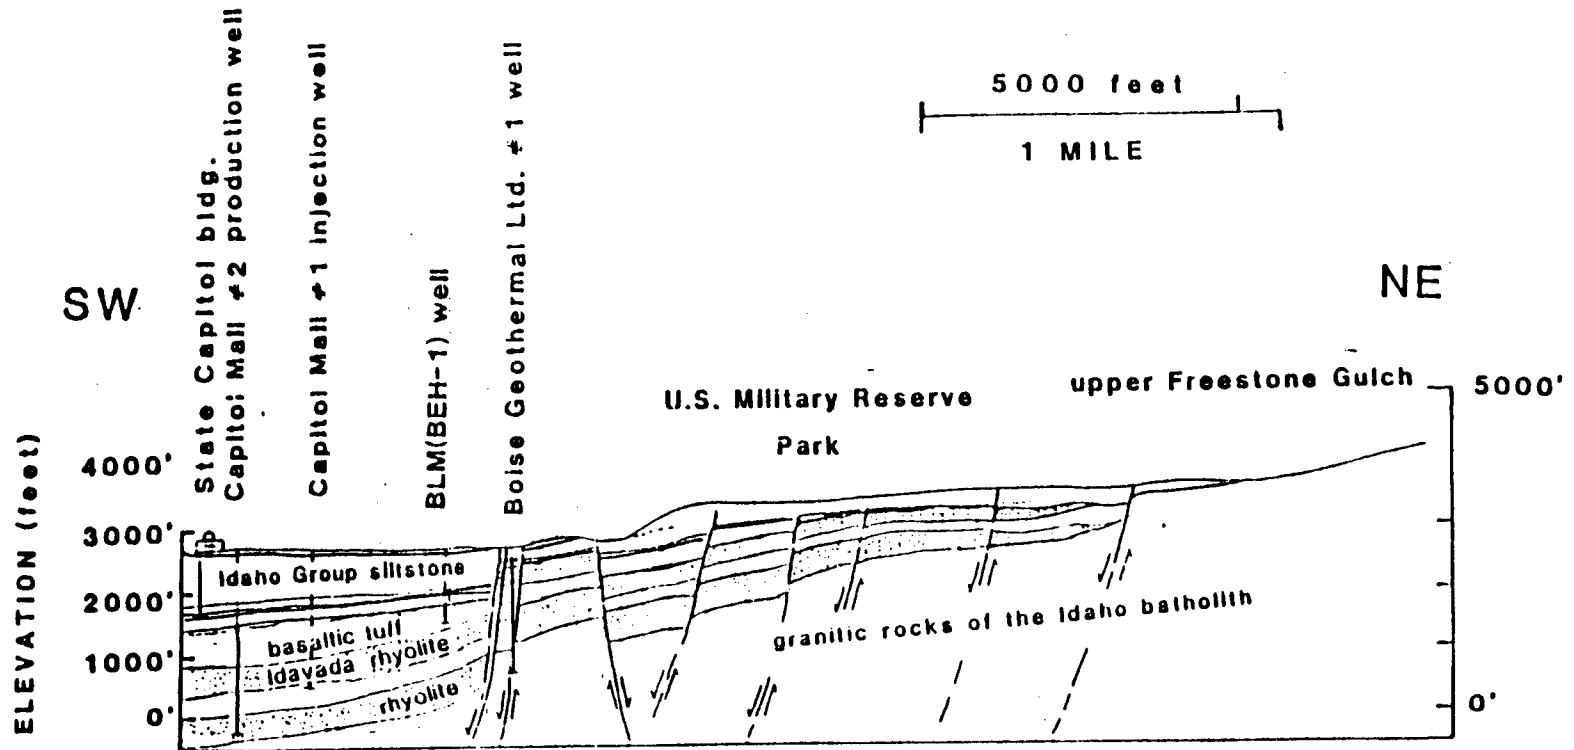 State Capitol bldg.
Capitol Mall #2 production well
Capitol Mall #1 injection well
BLM(BEH-1) well
Boise Geothermal Ltd. #1 well
5000 feet
1 MILE
SW
NE
U.S. Military Reserve
Park
upper Freestone Gulch
5000'
ELEVATION (feet)
4000'
3000'
2000'
1000'
0'
Idaho Group siltstone
basaltic tuff
Idavada rhyolite
rhyolite
granitic rocks of the Idaho batholith
0'